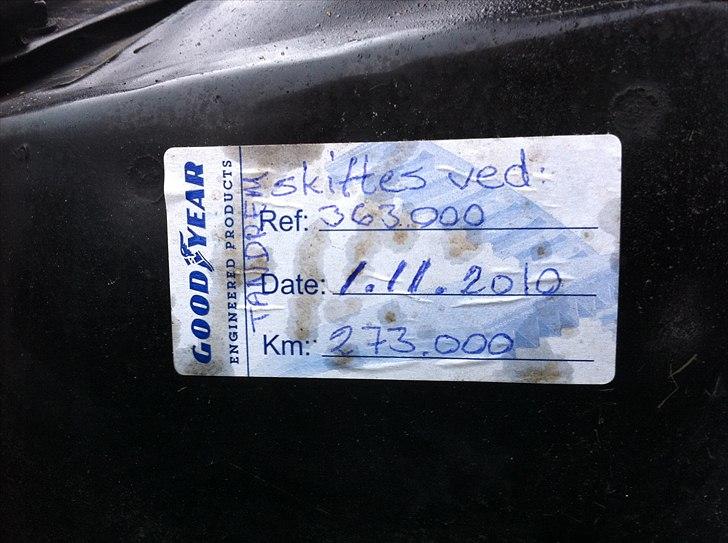 GOODYEAR
ENGINEERED PRODUCTS
TANDREM
skiftes ved:
Ref: 363.000
Date: 1.11.2010
Km: 273.000